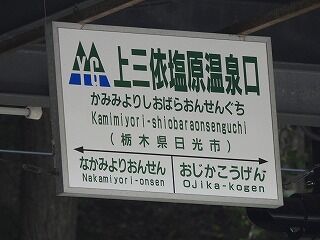 上三依塩原温泉口
かみみよりしおばらおんせんぐち
Kamimiyori-shiobaraonsenguchi
(栃木県日光市)
なかみよりおんせん
Nakamiyori-onsen
おじかこうげん
OJika-kogen